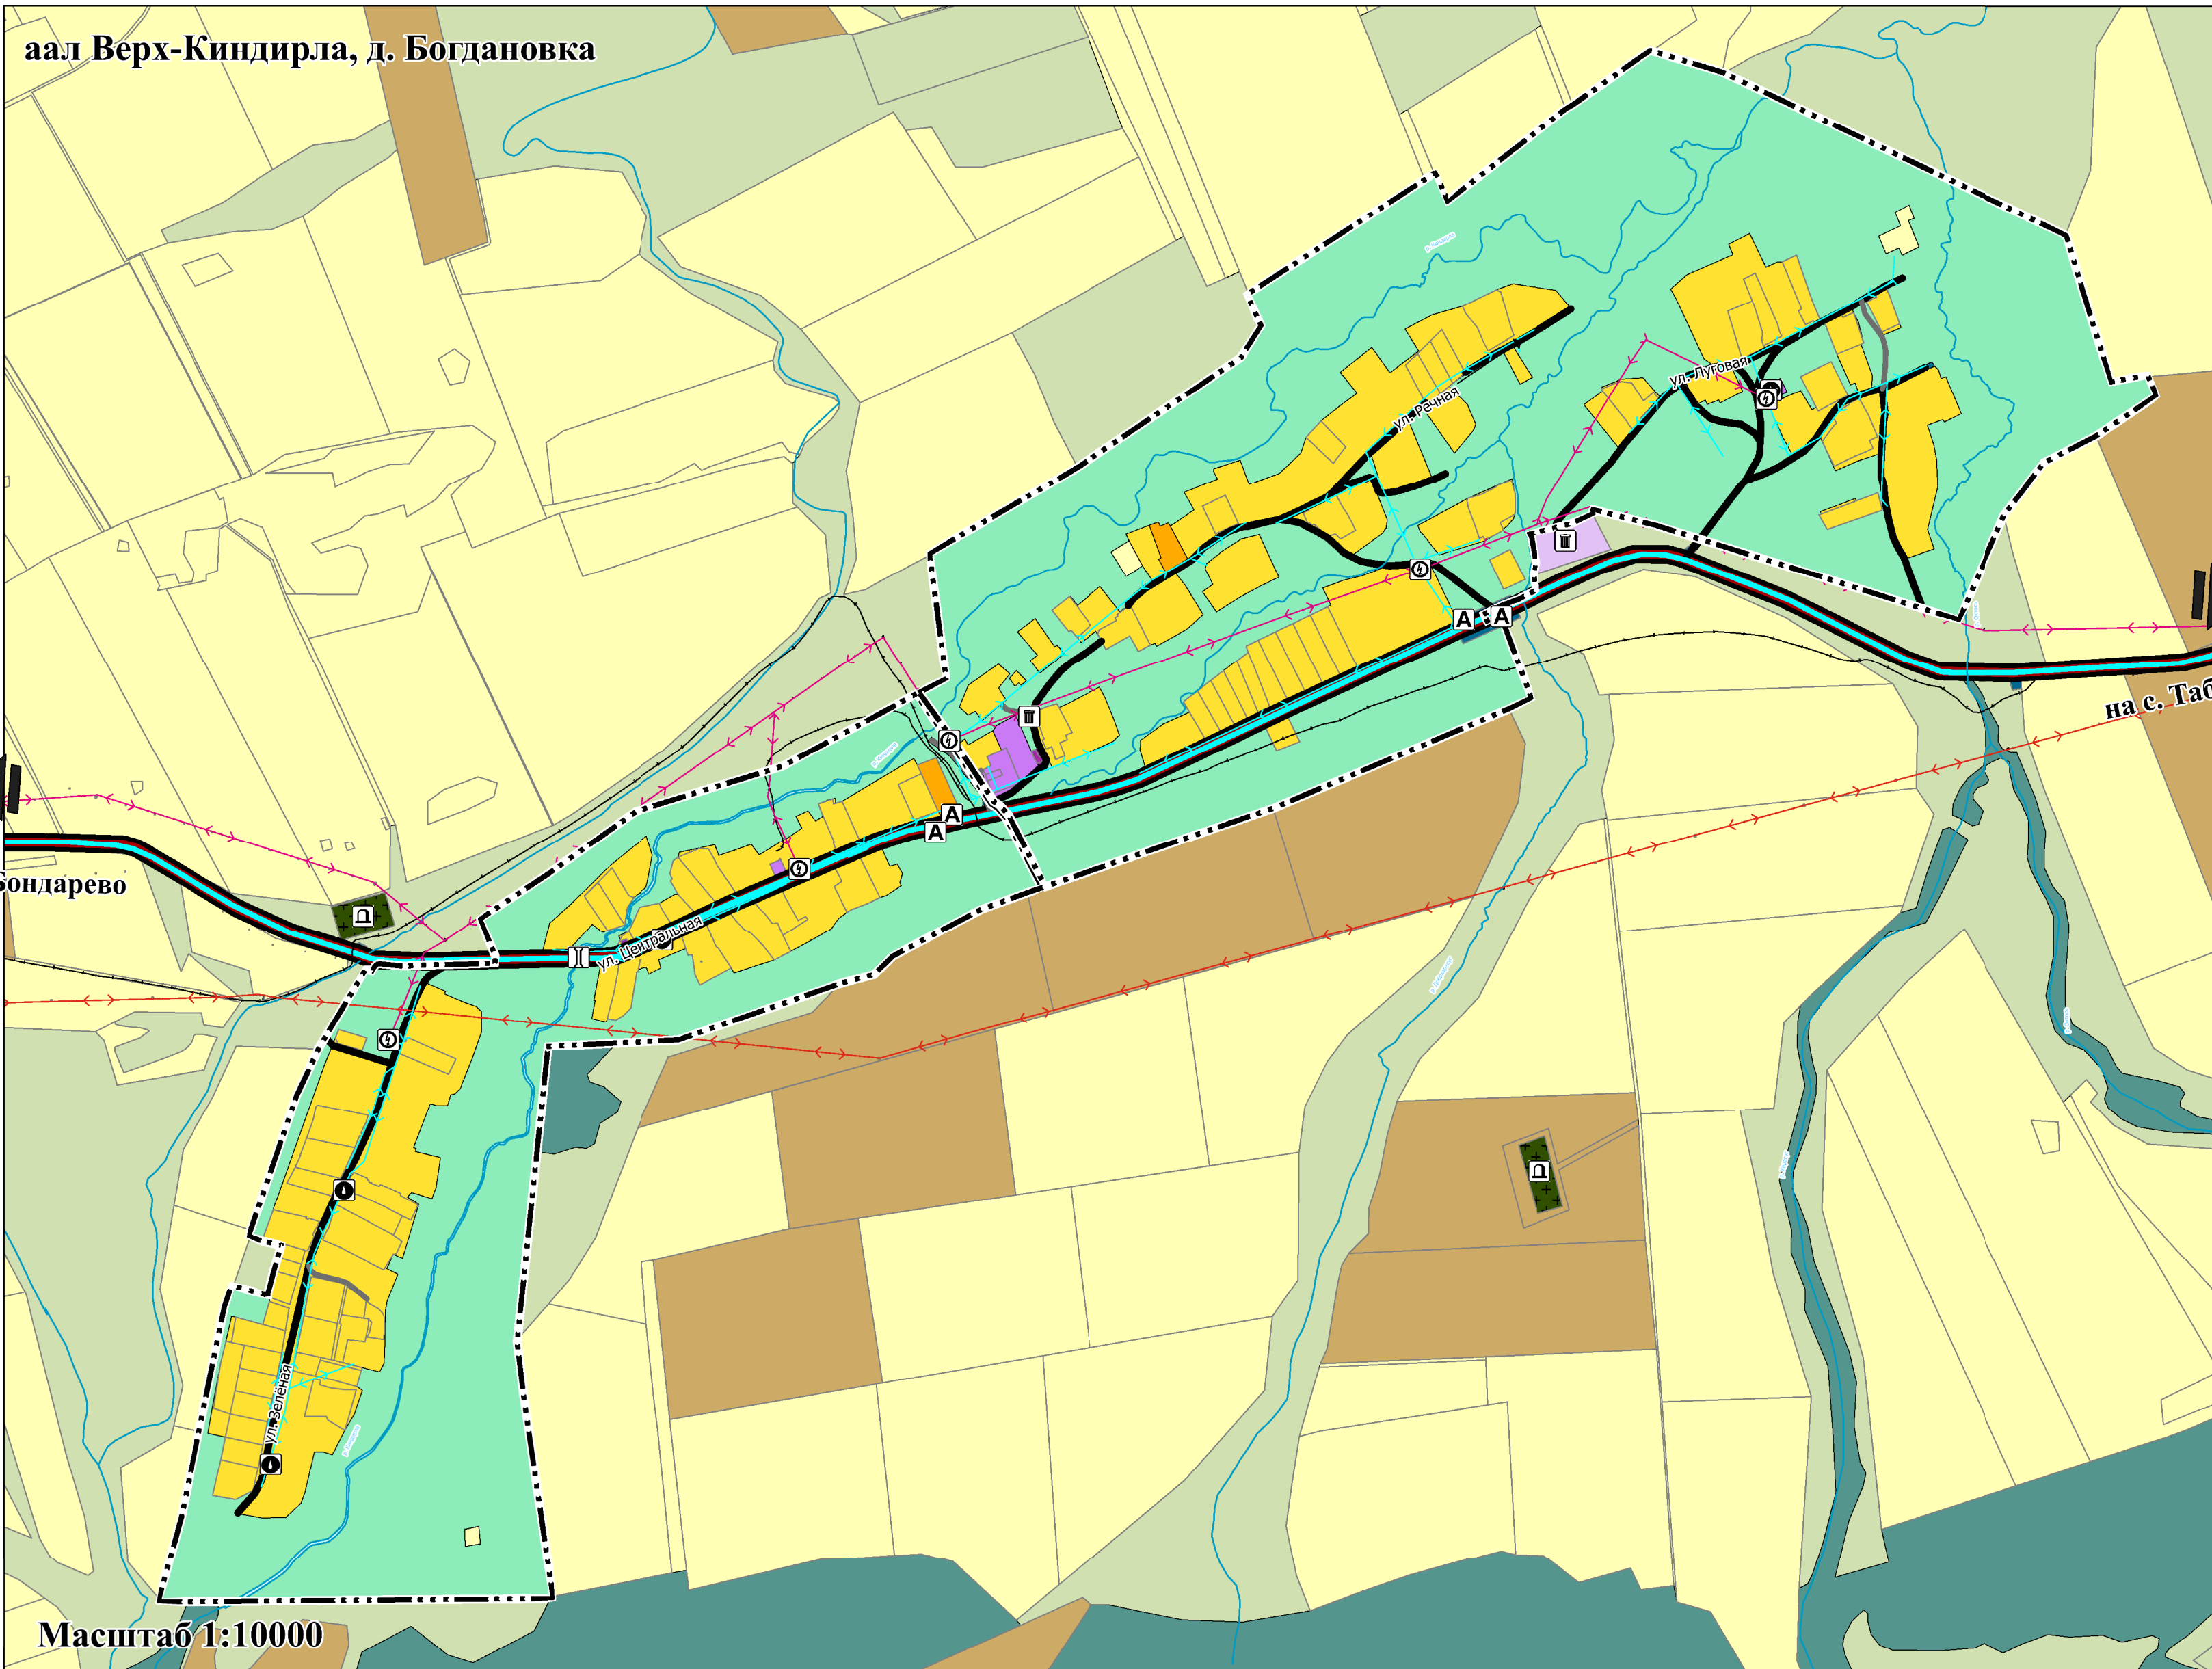 аал Верх-Киндирла, д. Богдановка
ул. Луговая
ул. Речная
А
А
на с. Таб
А
А
Бондарево
ул. Центральная
ул. Зелёная
Масштаб 1:10000